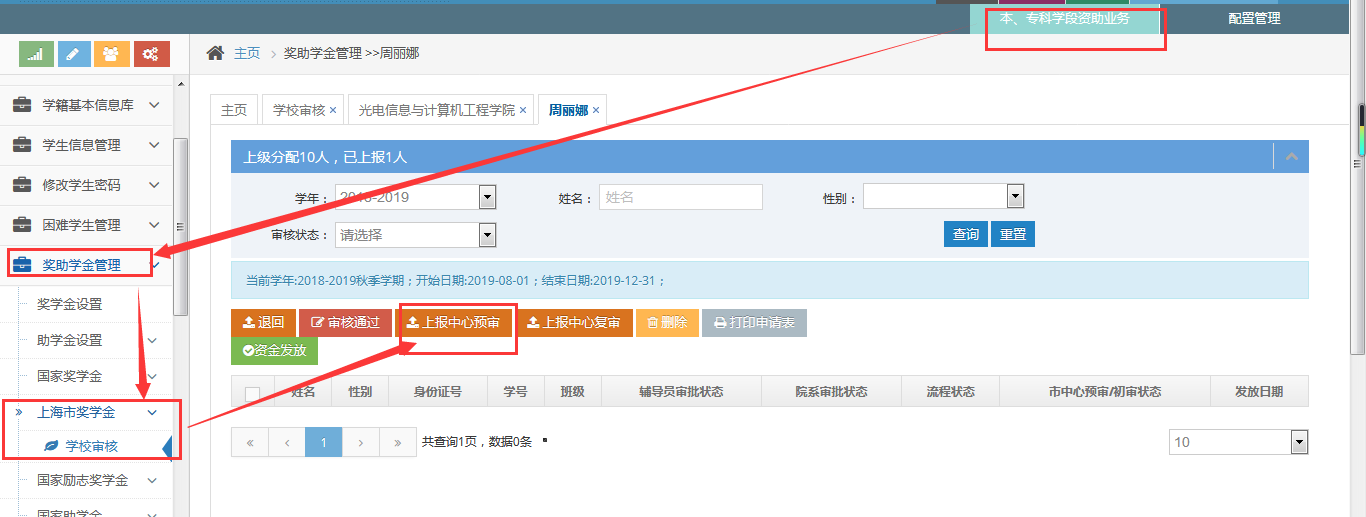 本、专科学段资助业务 配置管理
主页 奖助学金管理 >>周丽娜
学籍基本信息库
学生信息管理
修改学生密码
困难学生管理
奖助学金管理
奖学金设置
助学金设置
国家奖学金
上海市奖学金
学校审核
国家励志奖学金
国家助学金
主页 学校审核 × 光电信息与计算机工程学院 × 周丽娜 ×
上级分配10人，已上报1人
学年： 2018-2019 姓名： 姓名 性别：
审核状态： 请选择 查询 重置
当前学年:2018-2019秋季学期；开始日期:2019-08-01；结束日期:2019-12-31；
退回 审核通过 上报中心预审 上报中心复审 删除 打印申请表
资金发放
姓名 性别 身份证号 学号 班级 辅导员审批状态 院系审批状态 流程状态 市中心预审/初审状态 发放日期
« ‹ 1 › » 共查询1页，数据0条 10